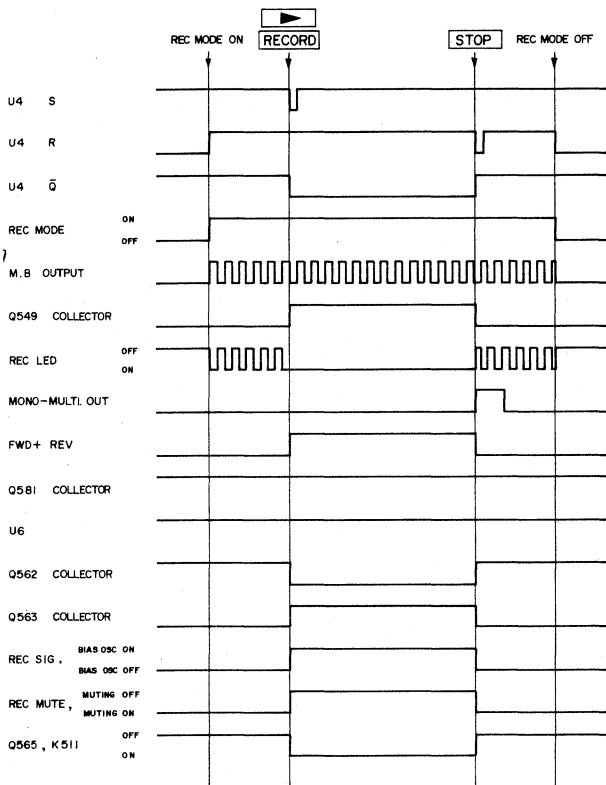 REC MODE ON RECORD STOP REC MODE OFF
U4 S
U4 R
U4 Q̄
REC MODE ON
OFF
M.B OUTPUT
Q549 COLLECTOR
REC LED OFF
ON
MONO-MULTI. OUT
FWD+ REV
Q581 COLLECTOR
U6
Q562 COLLECTOR
Q563 COLLECTOR
REC SIG, BIAS OSC ON
BIAS OSC OFF
REC MUTE, MUTING OFF
MUTING ON
Q565, K511 OFF
ON